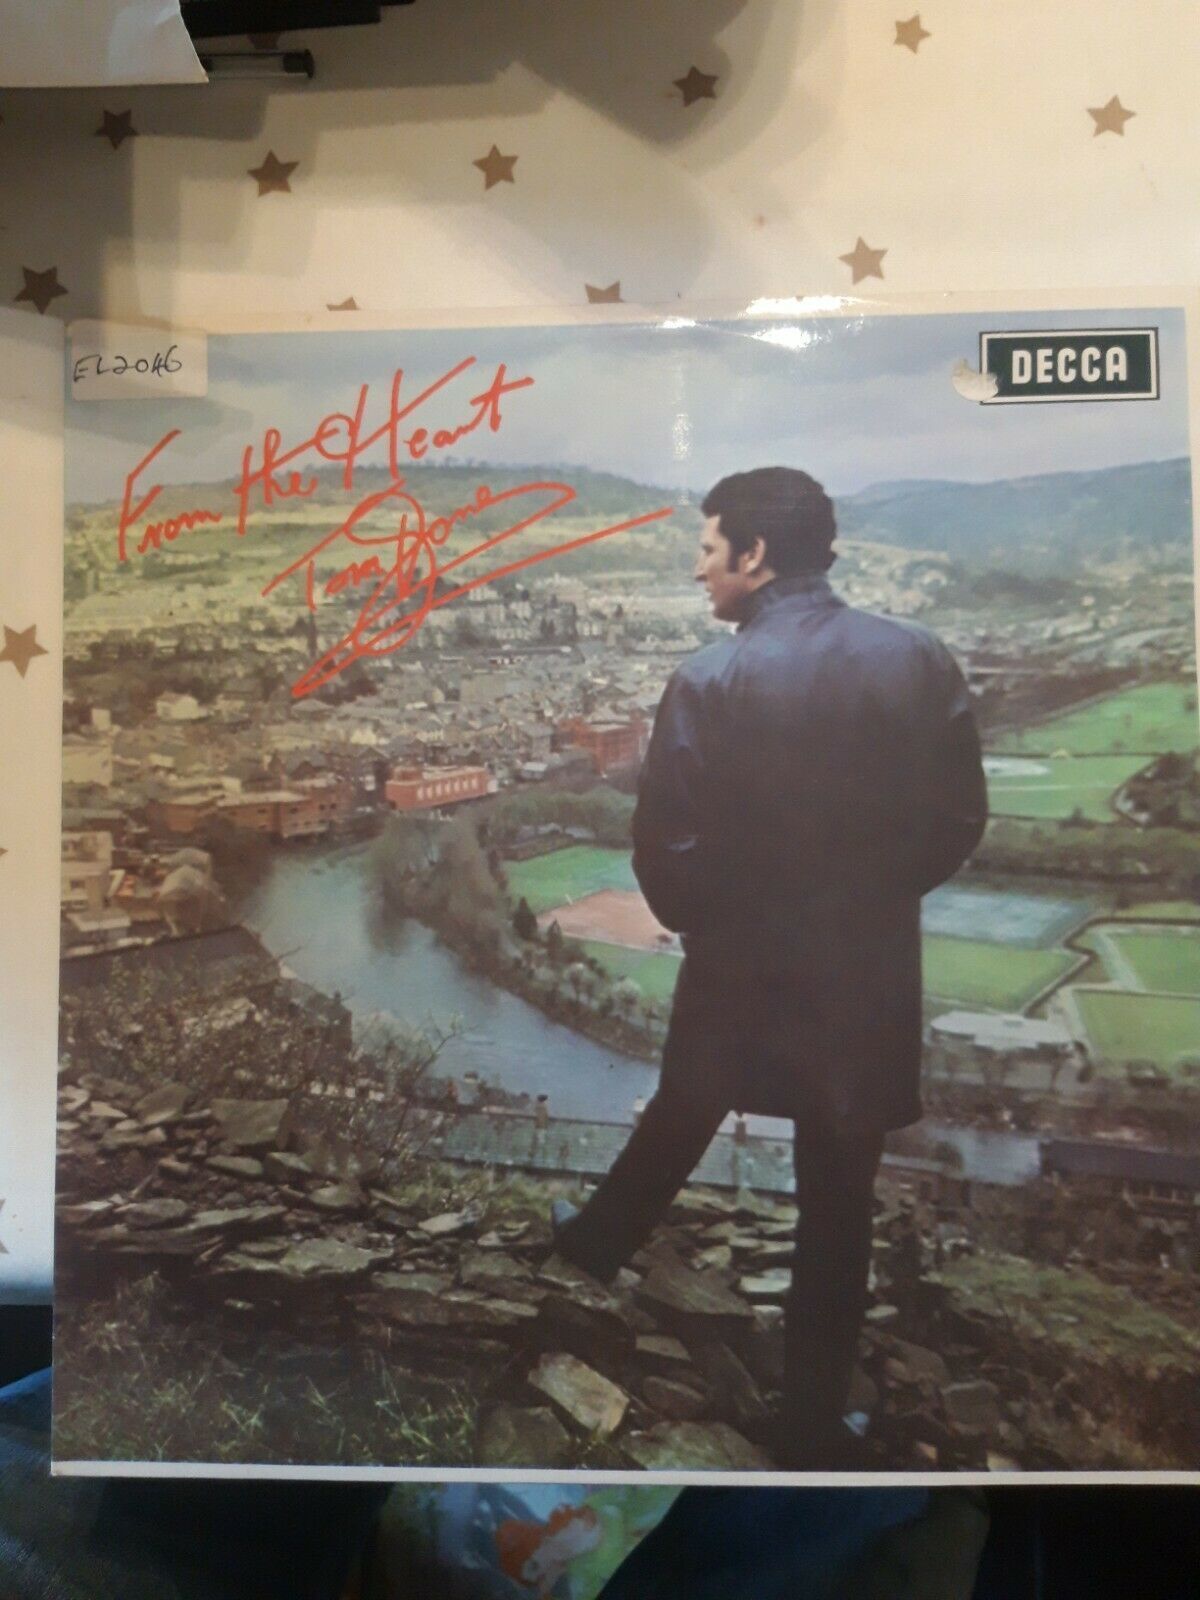 EL2046
DECCA
From the Heart
Tom Jones